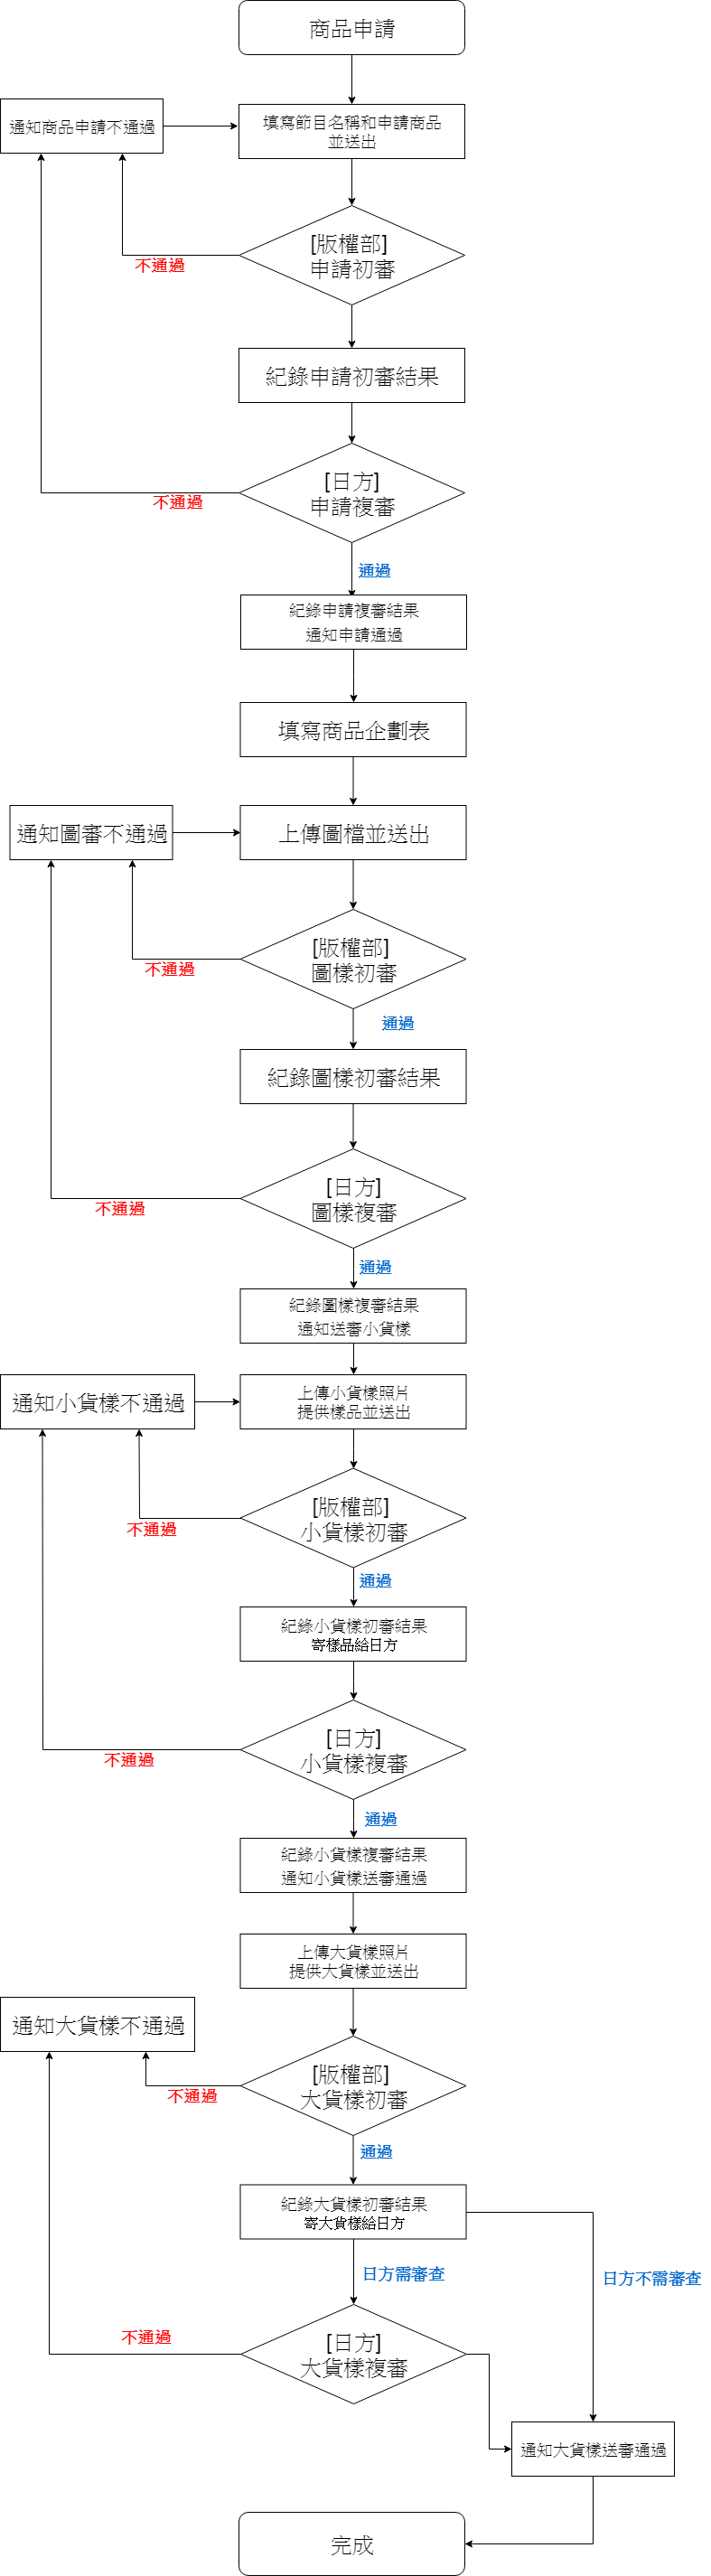 商品申請
通知商品申請不通過
填寫節目名稱和申請商品
並送出
[版權部]
申請初審
不通過
紀錄申請初審結果
[日方]
申請複審
不通過
通過
紀錄申請複審結果
通知申請通過
填寫商品企劃表
通知圖審不通過
上傳圖檔並送出
[版權部]
圖樣初審
不通過
通過
紀錄圖樣初審結果
[日方]
圖樣複審
不通過
通過
紀錄圖樣複審結果
通知送審小貨樣
通知小貨樣不通過
上傳小貨樣照片
提供樣品並送出
[版權部]
小貨樣初審
不通過
通過
紀錄小貨樣初審結果
寄樣品給日方
[日方]
小貨樣複審
不通過
通過
紀錄小貨樣複審結果
通知小貨樣送審通過
上傳大貨樣照片
提供大貨樣並送出
通知大貨樣不通過
[版權部]
大貨樣初審
不通過
通過
紀錄大貨樣初審結果
寄大貨樣給日方
日方需審查
日方不需審查
不通過
[日方]
大貨樣複審
通知大貨樣送審通過
完成